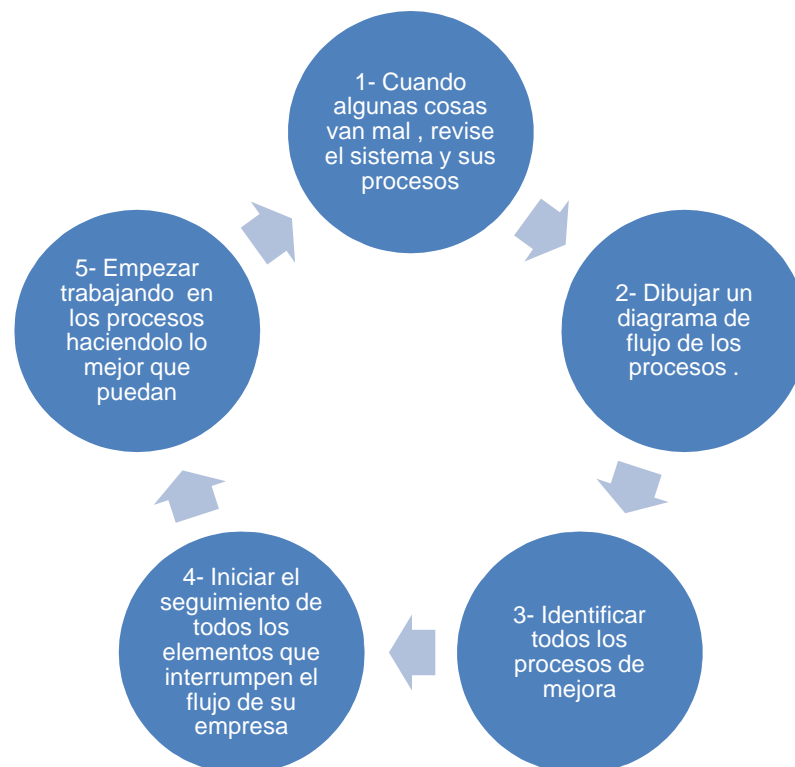 1- Cuando
algunas cosas
van mal , revise
el sistema y sus
procesos
2- Dibujar un
diagrama de
flujo de los
procesos .
3- Identificar
todos los
procesos de
mejora
4- Iniciar el
seguimiento de
todos los
elementos que
interrumpen el
flujo de su
empresa
5- Empezar
trabajando en
los procesos
haciendolo lo
mejor que
puedan